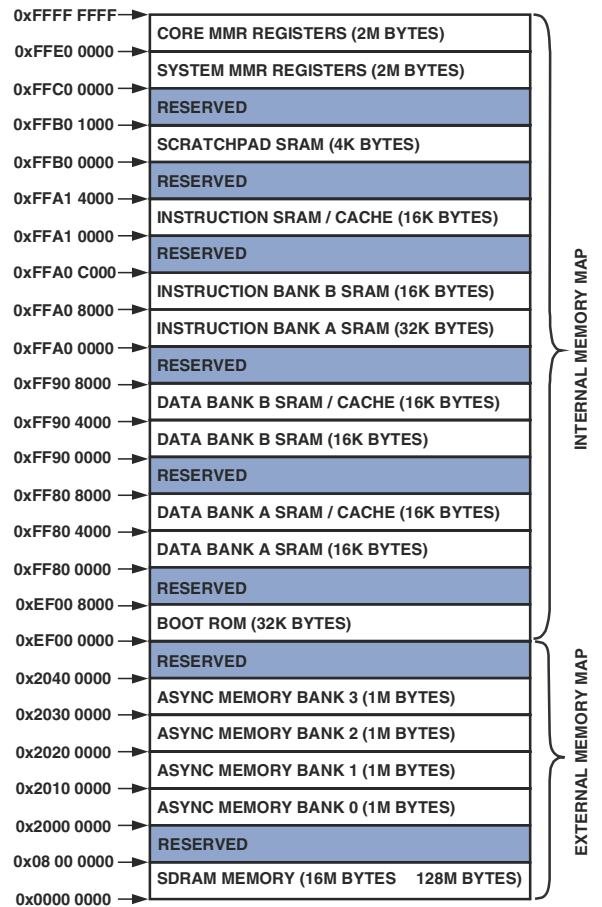 0xFFFF FFFF
CORE MMR REGISTERS (2M BYTES)
0xFFE0 0000
SYSTEM MMR REGISTERS (2M BYTES)
0xFFC0 0000
RESERVED
0xFFB0 1000
SCRATCHPAD SRAM (4K BYTES)
0xFFB0 0000
RESERVED
0xFFA1 4000
INSTRUCTION SRAM / CACHE (16K BYTES)
0xFFA1 0000
RESERVED
0xFFA0 C000
INSTRUCTION BANK B SRAM (16K BYTES)
0xFFA0 8000
INSTRUCTION BANK A SRAM (32K BYTES)
0xFFA0 0000
RESERVED
0xFF90 8000
DATA BANK B SRAM / CACHE (16K BYTES)
0xFF90 4000
DATA BANK B SRAM (16K BYTES)
0xFF90 0000
RESERVED
0xFF80 8000
DATA BANK A SRAM / CACHE (16K BYTES)
0xFF80 4000
DATA BANK A SRAM (16K BYTES)
0xFF80 0000
RESERVED
0xEF00 8000
BOOT ROM (32K BYTES)
0xEF00 0000
RESERVED
0x2040 0000
ASYNC MEMORY BANK 3 (1M BYTES)
0x2030 0000
ASYNC MEMORY BANK 2 (1M BYTES)
0x2020 0000
ASYNC MEMORY BANK 1 (1M BYTES)
0x2010 0000
ASYNC MEMORY BANK 0 (1M BYTES)
0x2000 0000
RESERVED
0x08 00 0000
SDRAM MEMORY (16M BYTES 128M BYTES)
0x0000 0000
INTERNAL MEMORY MAP
EXTERNAL MEMORY MAP